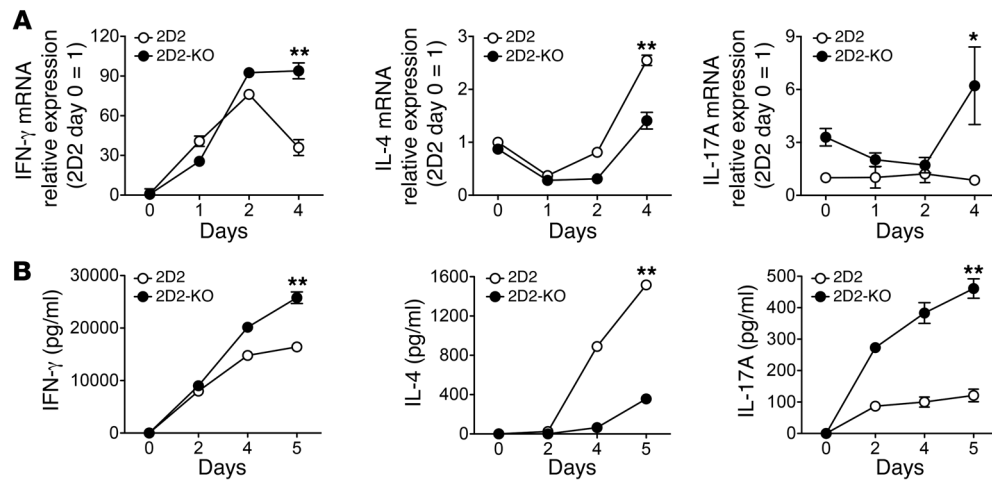 A
IFN-γ mRNA
relative expression
(2D2 day 0 = 1)
120
90
60
30
0
2D2
2D2-KO
**
0 1 2 4
Days
IL-4 mRNA
relative expression
(2D2 day 0 = 1)
3
2
1
0
2D2
2D2-KO
**
0 1 2 4
Days
IL-17A mRNA
relative expression
(2D2 day 0 = 1)
9
6
3
0
2D2
2D2-KO
*
0 1 2 4
Days
B
IFN-γ (pg/ml)
30000
20000
10000
0
2D2
2D2-KO
**
0 2 4 5
Days
IL-4 (pg/ml)
1600
1200
800
400
0
2D2
2D2-KO
**
0 2 4 5
Days
IL-17A (pg/ml)
500
400
300
200
100
0
2D2
2D2-KO
**
0 2 4 5
Days